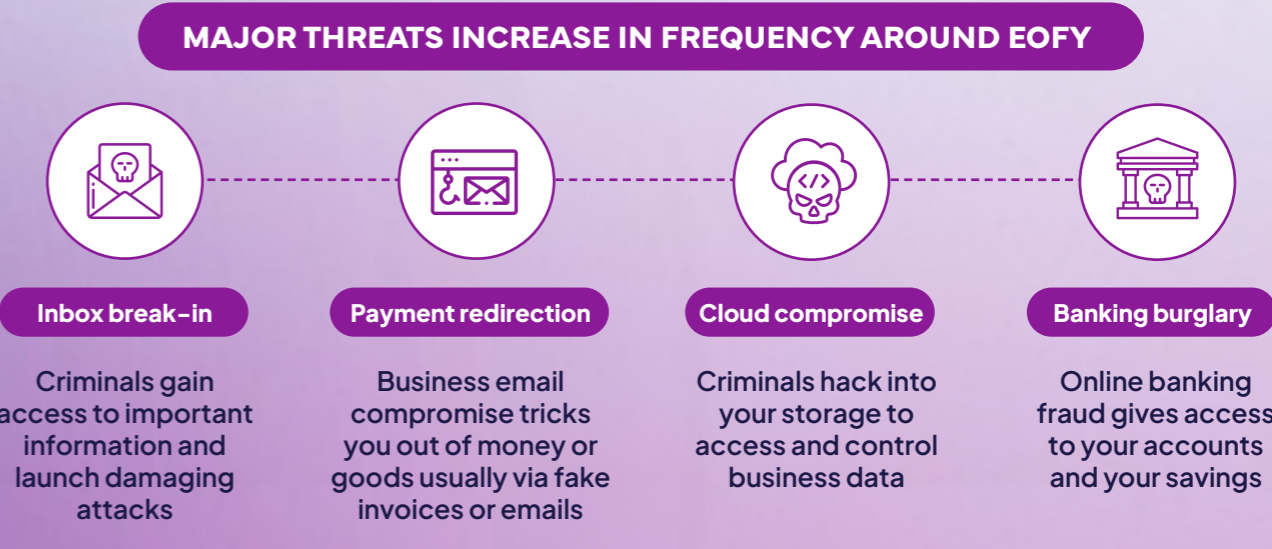 MAJOR THREATS INCREASE IN FREQUENCY AROUND EOFY
</>
Inbox break-in
Criminals gain
access to important
information and
launch damaging
attacks
Payment redirection
Business email
compromise tricks
you out of money or
goods usually via fake
invoices or emails
Cloud compromise
Criminals hack into
your storage to
access and control
business data
Banking burglary
Online banking
fraud gives access
to your accounts
and your savings